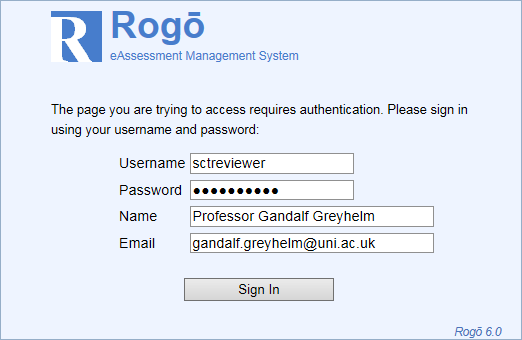 R Rogō
eAssessment Management System
The page you are trying to access requires authentication. Please sign in
using your username and password:
Username sctreviewer
Password ●●●●●●●●●●
Name Professor Gandalf Greyhelm
Email gandalf.greyhelm@uni.ac.uk
Sign In
Rogō 6.0